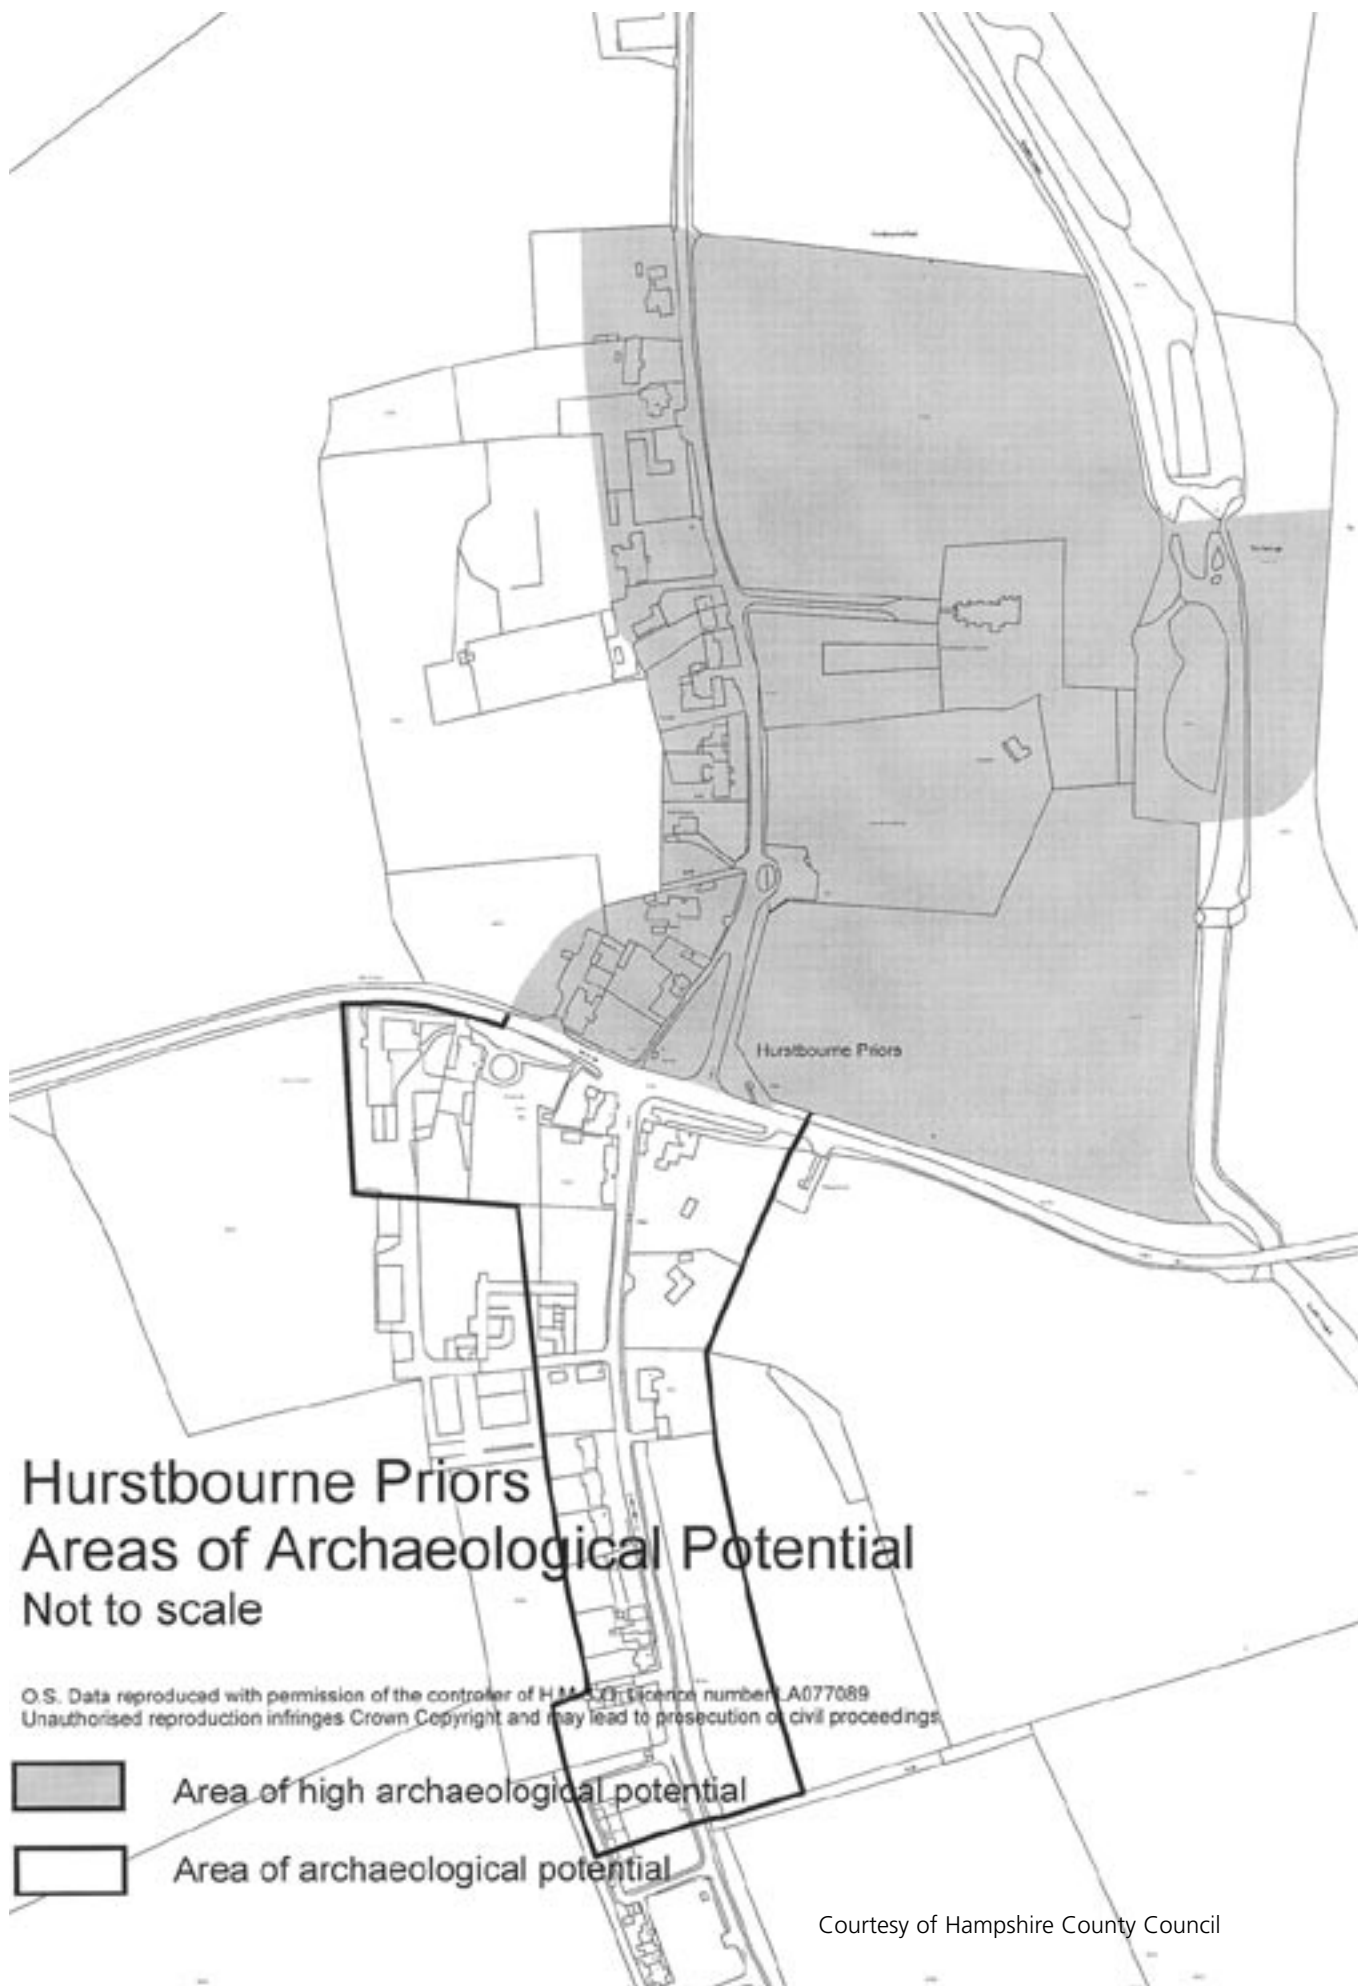 Hurstbourne Priors
Hurstbourne Priors
Areas of Archaeological Potential
Not to scale
O.S. Data reproduced with permission of the controller of H.M.S.O. Licence number LA077089
Unauthorised reproduction infringes Crown Copyright and may lead to prosecution or civil proceedings.
Area of high archaeological potential
Area of archaeological potential
Courtesy of Hampshire County Council